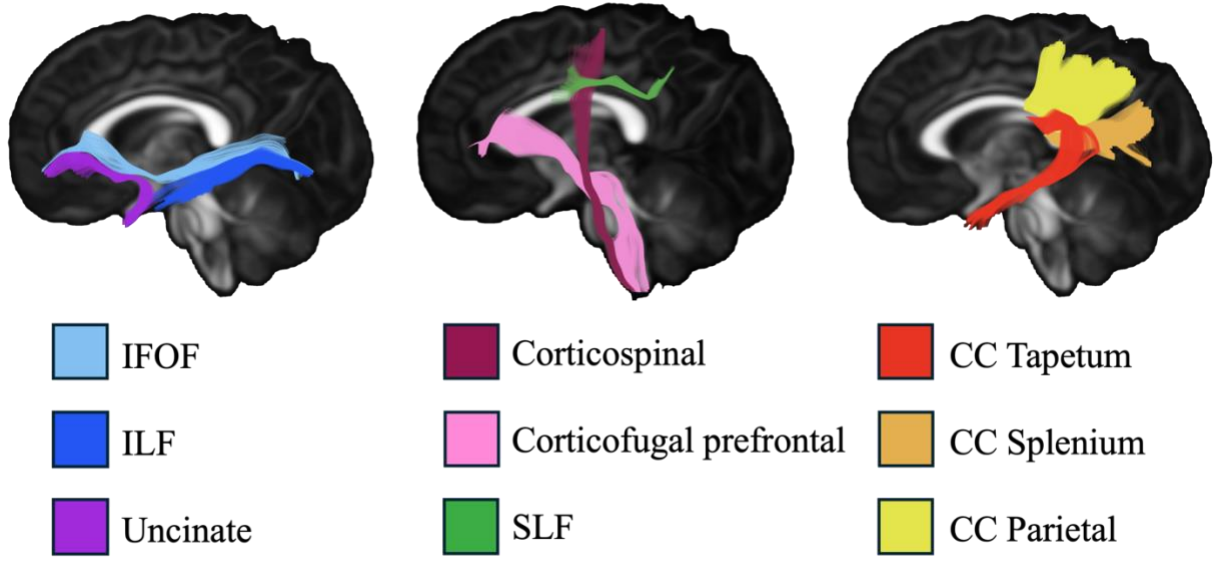 IFOF
ILF
Uncinate
Corticospinal
Corticofugal prefrontal
SLF
CC Tapetum
CC Splenium
CC Parietal